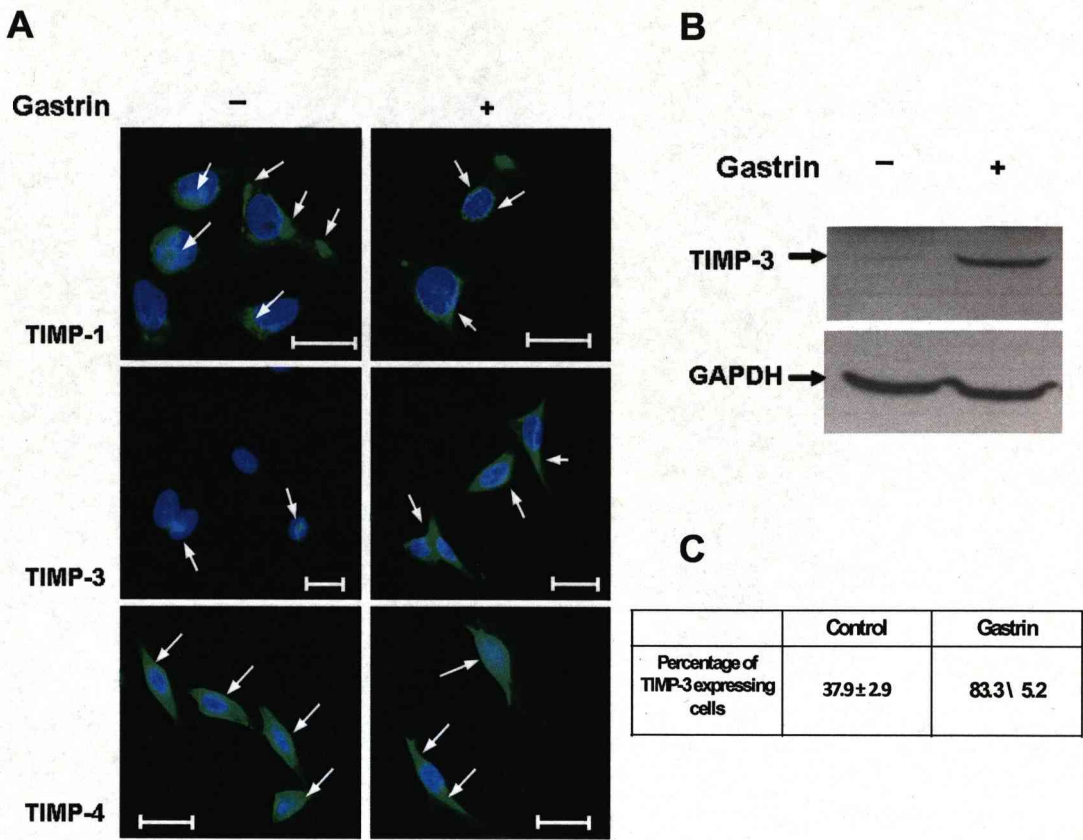 A
Gastrin − +
TIMP-1
TIMP-3
TIMP-4
B
Gastrin − +
TIMP-3
GAPDH
C
Control Gastrin
Percentage of
TIMP-3 expressing
cells
37.9 ± 2.9 83.3 \ 5.2